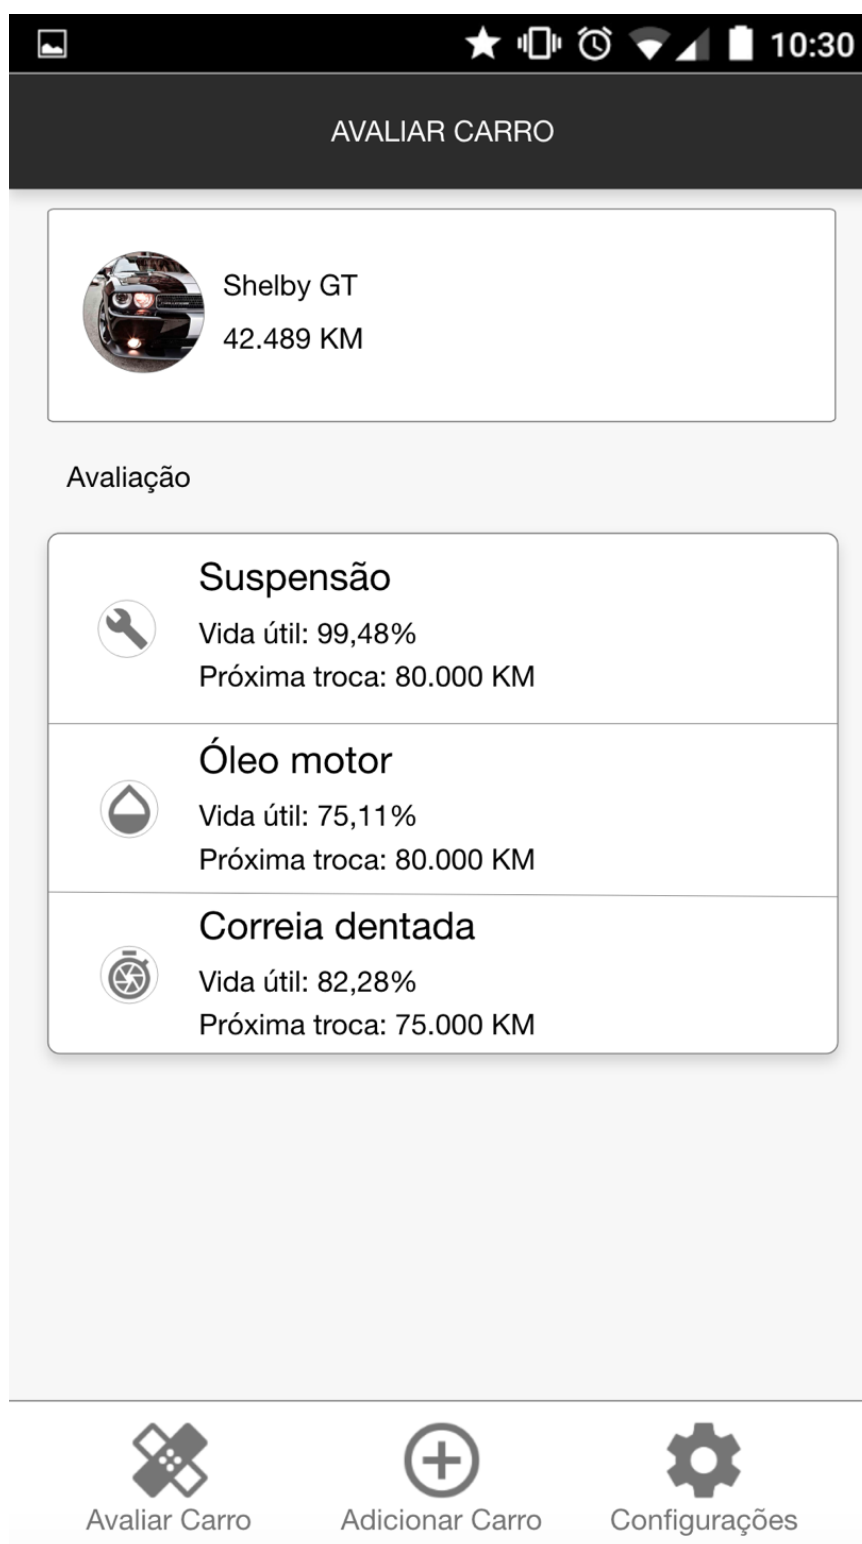 10:30
AVALIAR CARRO
Shelby GT
42.489 KM
Avaliação
Suspensão
Vida útil: 99,48%
Próxima troca: 80.000 KM
Óleo motor
Vida útil: 75,11%
Próxima troca: 80.000 KM
Correia dentada
Vida útil: 82,28%
Próxima troca: 75.000 KM
Avaliar Carro
Adicionar Carro
Configurações